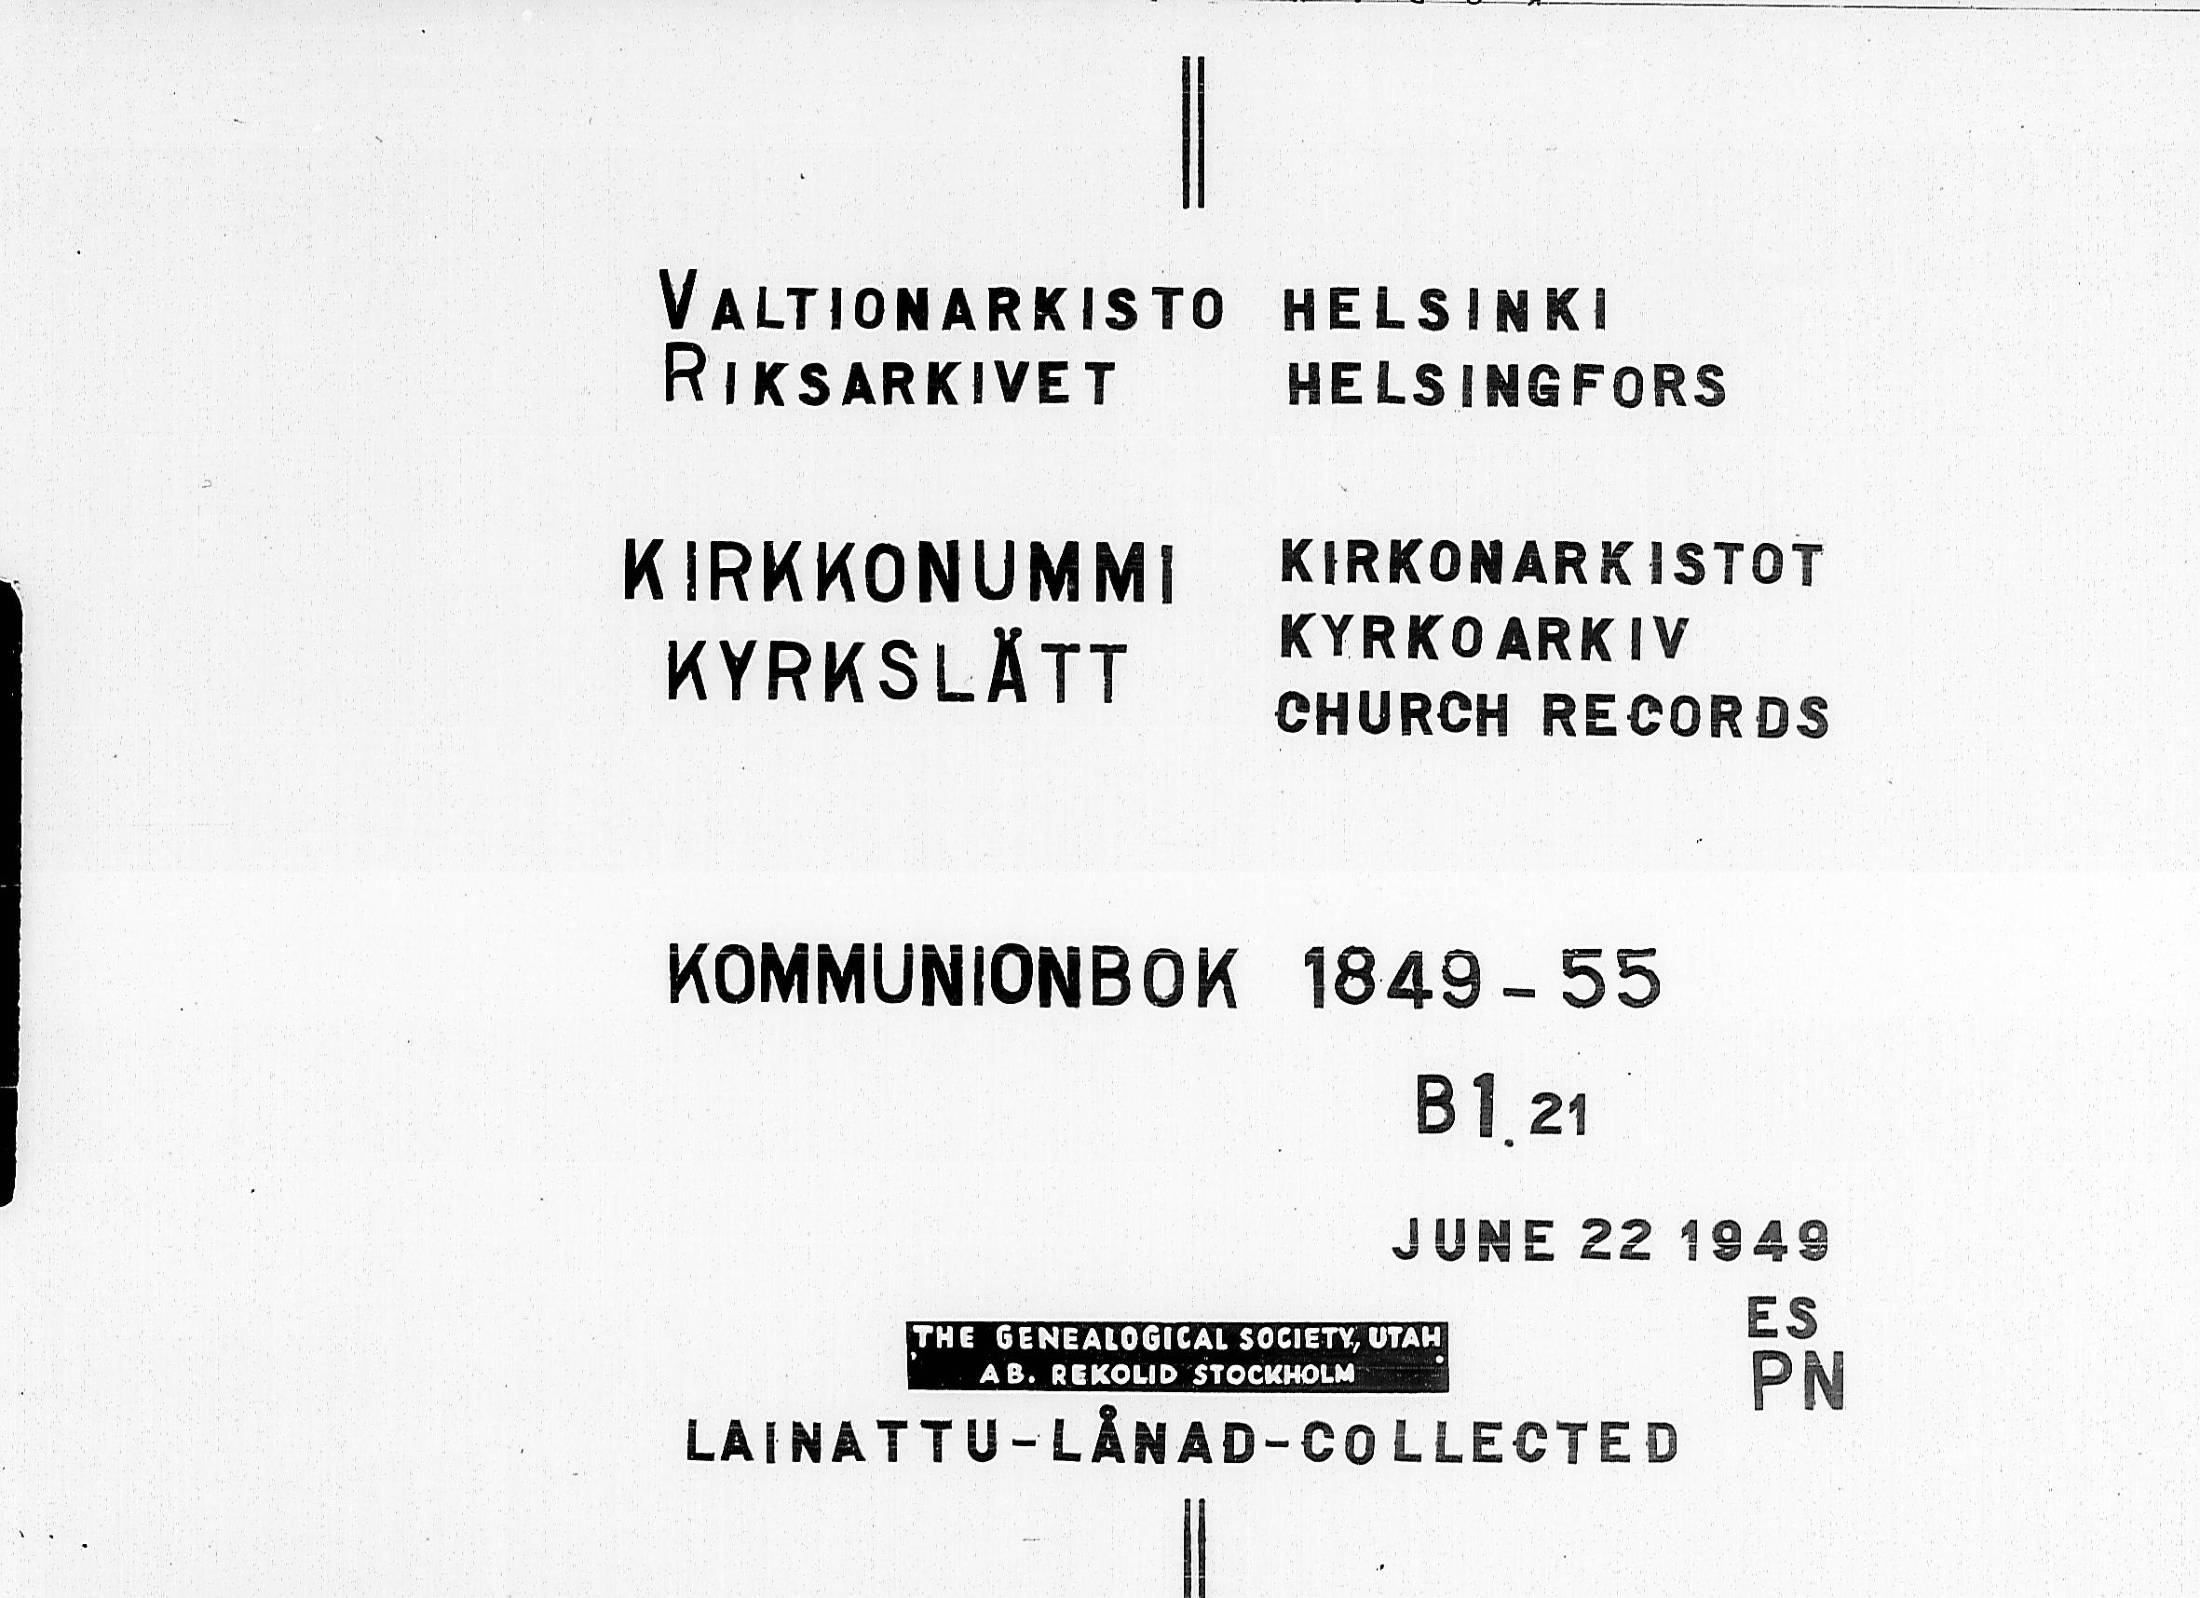 VALTIONARKISTO HELSINKI
RIKSARKIVET HELSINGFORS
KIRKKONUMMI KIRKONARKISTOT
KYRKSLÄTT KYRKOARKIV
CHURCH RECORDS
KOMMUNIONBOK 1849-55
B1.21
JUNE 22 1949
ES
PN
THE GENEALOGICAL SOCIETY, UTAH
AB. REKOLID STOCKHOLM
LAINATTU-LÅNAD-COLLECTED